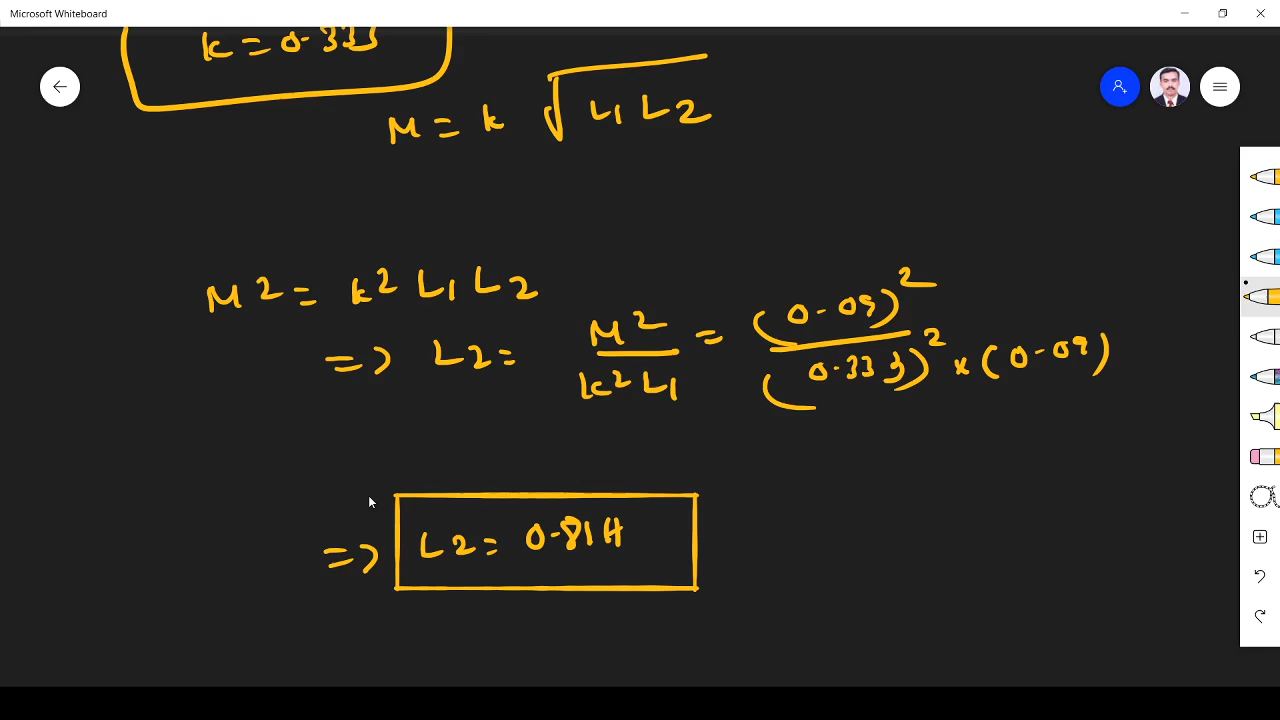 Microsoft Whiteboard
k = 0.333
M = k √ L1 L2
M2 = k2 L1 L2
=> L2 = M2 / k2 L1 = (0.09)2 / (0.333)2 x (0.09)
=> L2 = 0.81H